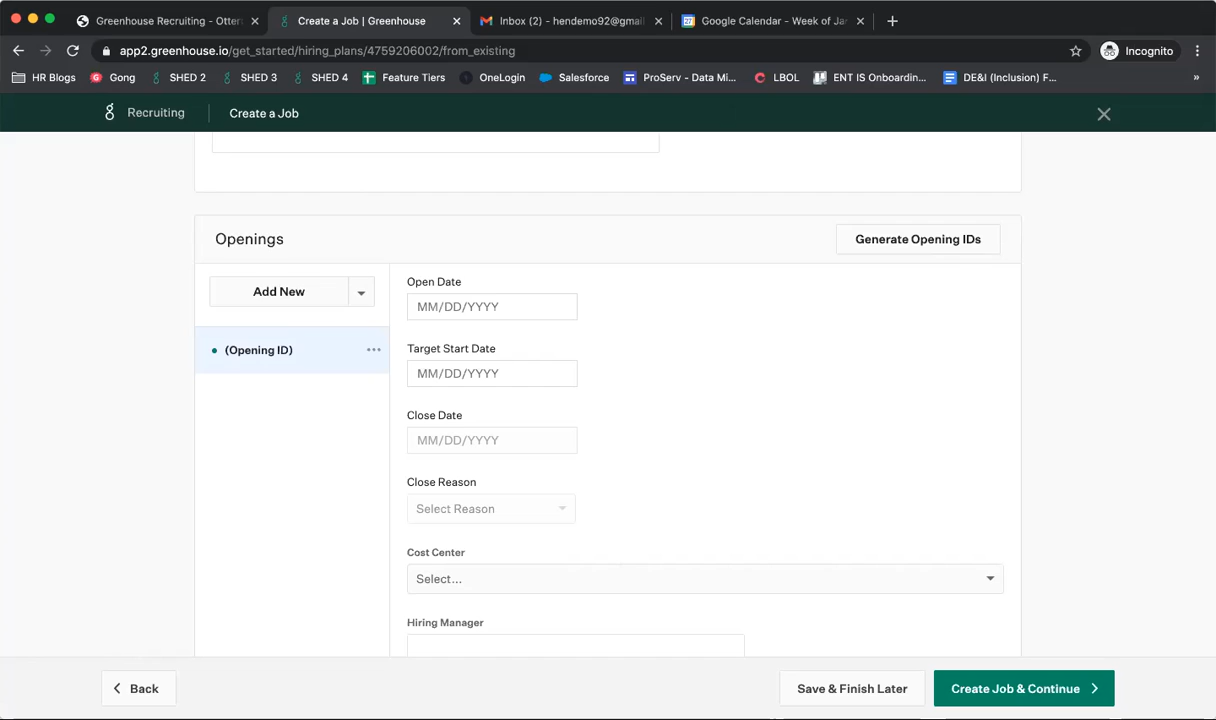 Greenhouse Recruiting - Otter
Create a Job | Greenhouse
Inbox (2) - hendemo92@gmail
27
Google Calendar - Week of Jan
app2.greenhouse.io/get_started/hiring_plans/4759206002/from_existing
Incognito
HR Blogs
Gong
SHED 2
SHED 3
SHED 4
Feature Tiers
OneLogin
Salesforce
ProServ - Data Mi...
LBOL
ENT IS Onboardin...
DE&I (Inclusion) F...
»
Recruiting
Create a Job
Openings
Generate Opening IDs
Add New
(Opening ID)
Open Date
MM/DD/YYYY
Target Start Date
MM/DD/YYYY
Close Date
MM/DD/YYYY
Close Reason
Select Reason
Cost Center
Select...
Hiring Manager
Back
Save & Finish Later
Create Job & Continue